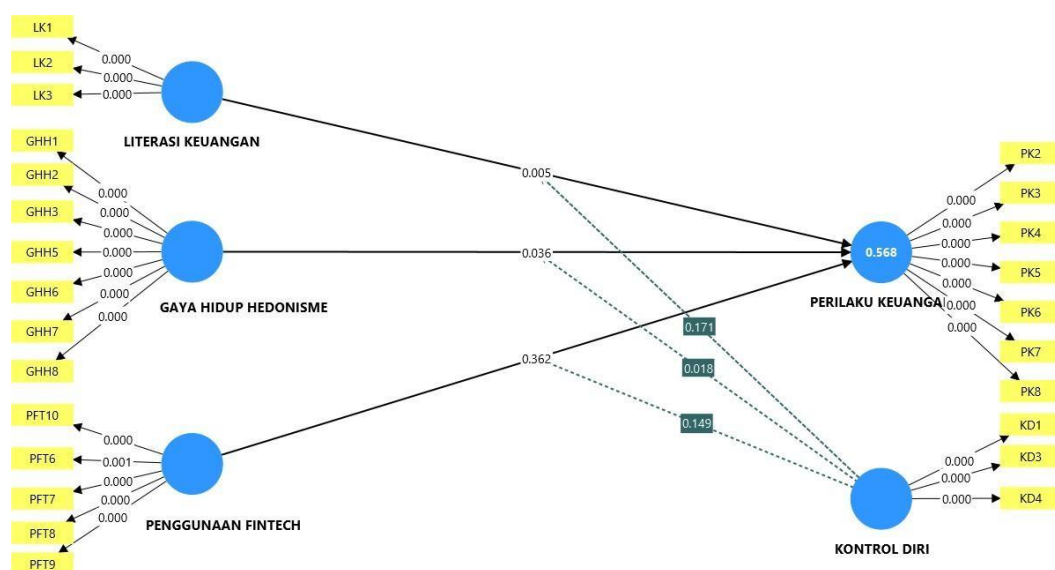 LK1
LK2
LK3
0.000
0.000
0.000
LITERASI KEUANGAN
GHH1
GHH2
GHH3
GHH5
GHH6
GHH7
GHH8
0.000
0.000
0.000
0.000
0.000
0.000
0.000
GAYA HIDUP HEDONISME
PFT10
PFT6
PFT7
PFT8
PFT9
0.000
0.001
0.000
0.000
0.000
PENGGUNAAN FINTECH
0.005
0.036
0.362
0.171
0.018
0.149
0.568
PERILAKU KEUANGA
0.000
0.000
0.000
0.000
0.000
0.000
0.000
PK2
PK3
PK4
PK5
PK6
PK7
PK8
KD1
KD3
KD4
0.000
0.000
0.000
KONTROL DIRI